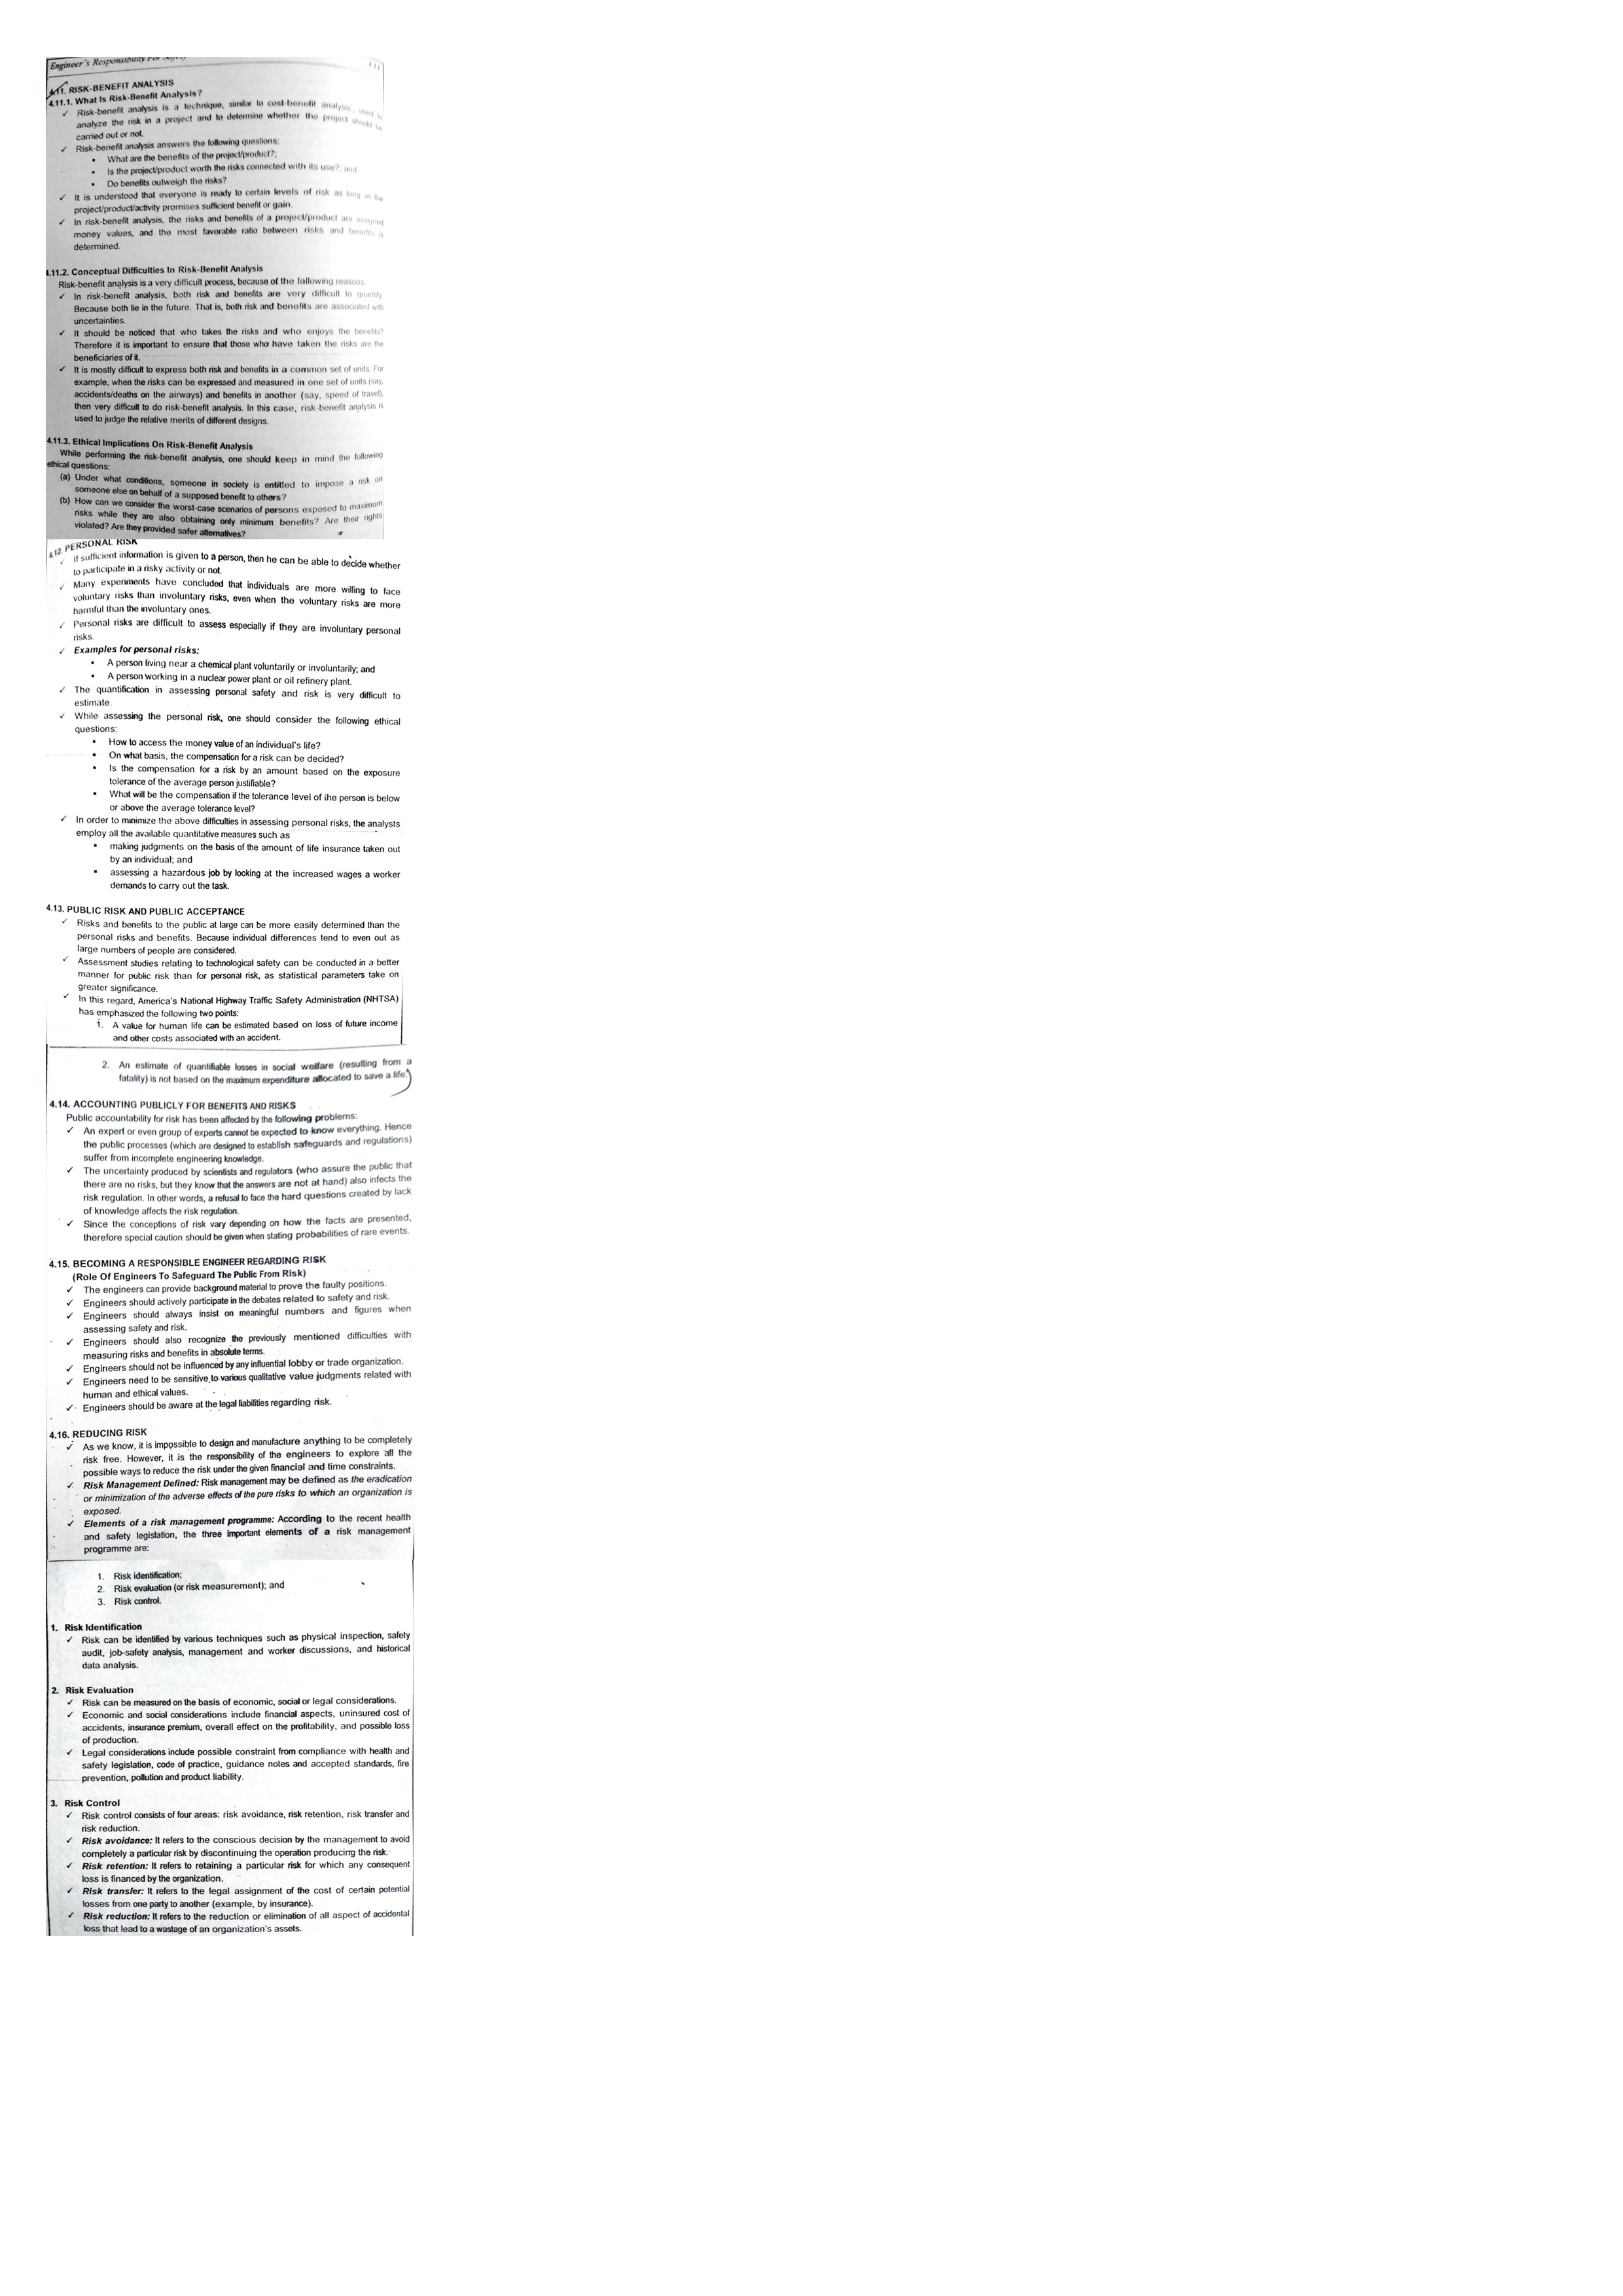 Engineer's Responsibility For Safety
4.11. RISK-BENEFIT ANALYSIS
4.11.1. What Is Risk-Benefit Analysis?
✓ Risk-benefit analysis is a technique, similar to cost-benefit analysis, used to
analyze the risk in a project and to determine whether the project should be
carried out or not.
✓ Risk-benefit analysis answers the following questions:
▪ What are the benefits of the project/product?;
▪ Is the project/product worth the risks connected with its use?; and
▪ Do benefits outweigh the risks?
✓ It is understood that everyone is ready to certain levels of risk as long as the
project/product/activity promises sufficient benefit or gain.
✓ In risk-benefit analysis, the risks and benefits of a project/product are assigned
money values, and the most favorable ratio between risks and benefits is
determined.
4.11.2. Conceptual Difficulties In Risk-Benefit Analysis
Risk-benefit analysis is a very difficult process, because of the following reasons.
✓ In risk-benefit analysis, both risk and benefits are very difficult to quantify.
Because both lie in the future. That is, both risk and benefits are associated with
uncertainties.
✓ It should be noticed that who takes the risks and who enjoys the benefits?
Therefore it is important to ensure that those who have taken the risks are the
beneficiaries of it.
✓ It is mostly difficult to express both risk and benefits in a common set of units. For
example, when the risks can be expressed and measured in one set of units (say,
accidents/deaths on the airways) and benefits in another (say, speed of travel),
then very difficult to do risk-benefit analysis. In this case, risk-benefit analysis is
used to judge the relative merits of different designs.
4.11.3. Ethical Implications On Risk-Benefit Analysis
While performing the risk-benefit analysis, one should keep in mind the following
ethical questions:
(a) Under what conditions, someone in society is entitled to impose a risk on
someone else on behalf of a supposed benefit to others?
(b) How can we consider the worst-case scenarios of persons exposed to maximum
risks while they are also obtaining only minimum benefits? Are their rights
violated? Are they provided safer alternatives?
4.12. PERSONAL RISK
✓ If sufficient information is given to a person, then he can be able to decide whether
to participate in a risky activity or not.
✓ Many experiments have concluded that individuals are more willing to face
voluntary risks than involuntary risks, even when the voluntary risks are more
harmful than the involuntary ones.
✓ Personal risks are difficult to assess especially if they are involuntary personal
risks.
✓ Examples for personal risks:
▪ A person living near a chemical plant voluntarily or involuntarily; and
▪ A person working in a nuclear power plant or oil refinery plant.
✓ The quantification in assessing personal safety and risk is very difficult to
estimate.
✓ While assessing the personal risk, one should consider the following ethical
questions:
▪ How to access the money value of an individual's life?
▪ On what basis, the compensation for a risk can be decided?
▪ Is the compensation for a risk by an amount based on the exposure
tolerance of the average person justifiable?
▪ What will be the compensation if the tolerance level of the person is below
or above the average tolerance level?
✓ In order to minimize the above difficulties in assessing personal risks, the analysts
employ all the available quantitative measures such as
▪ making judgments on the basis of the amount of life insurance taken out
by an individual; and
▪ assessing a hazardous job by looking at the increased wages a worker
demands to carry out the task.
4.13. PUBLIC RISK AND PUBLIC ACCEPTANCE
✓ Risks and benefits to the public at large can be more easily determined than the
personal risks and benefits. Because individual differences tend to even out as
large numbers of people are considered.
✓ Assessment studies relating to technological safety can be conducted in a better
manner for public risk than for personal risk, as statistical parameters take on
greater significance.
✓ In this regard, America's National Highway Traffic Safety Administration (NHTSA)
has emphasized the following two points:
1. A value for human life can be estimated based on loss of future income
and other costs associated with an accident.
2. An estimate of quantifiable losses in social welfare (resulting from a
fatality) is not based on the maximum expenditure allocated to save a life.
4.14. ACCOUNTING PUBLICLY FOR BENEFITS AND RISKS
Public accountability for risk has been affected by the following problems:
✓ An expert or even group of experts cannot be expected to know everything. Hence
the public processes (which are designed to establish safeguards and regulations)
suffer from incomplete engineering knowledge.
✓ The uncertainty produced by scientists and regulators (who assure the public that
there are no risks, but they know that the answers are not at hand) also infects the
risk regulation. In other words, a refusal to face the hard questions created by lack
of knowledge affects the risk regulation.
✓ Since the conceptions of risk vary depending on how the facts are presented,
therefore special caution should be given when stating probabilities of rare events.
4.15. BECOMING A RESPONSIBLE ENGINEER REGARDING RISK
(Role Of Engineers To Safeguard The Public From Risk)
✓ The engineers can provide background material to prove the faulty positions.
✓ Engineers should actively participate in the debates related to safety and risk.
✓ Engineers should always insist on meaningful numbers and figures when
assessing safety and risk.
✓ Engineers should also recognize the previously mentioned difficulties with
measuring risks and benefits in absolute terms.
✓ Engineers should not be influenced by any influential lobby or trade organization.
✓ Engineers need to be sensitive to various qualitative value judgments related with
human and ethical values.
✓ Engineers should be aware at the legal liabilities regarding risk.
4.16. REDUCING RISK
✓ As we know, it is impossible to design and manufacture anything to be completely
risk free. However, it is the responsibility of the engineers to explore all the
possible ways to reduce the risk under the given financial and time constraints.
✓ Risk Management Defined: Risk management may be defined as the eradication
or minimization of the adverse effects of the pure risks to which an organization is
exposed.
✓ Elements of a risk management programme: According to the recent health
and safety legislation, the three important elements of a risk management
programme are:
1. Risk identification;
2. Risk evaluation (or risk measurement); and
3. Risk control.
1. Risk Identification
✓ Risk can be identified by various techniques such as physical inspection, safety
audit, job-safety analysis, management and worker discussions, and historical
data analysis.
2. Risk Evaluation
✓ Risk can be measured on the basis of economic, social or legal considerations.
✓ Economic and social considerations include financial aspects, uninsured cost of
accidents, insurance premium, overall effect on the profitability, and possible loss
of production.
✓ Legal considerations include possible constraint from compliance with health and
safety legislation, code of practice, guidance notes and accepted standards, fire
prevention, pollution and product liability.
3. Risk Control
✓ Risk control consists of four areas: risk avoidance, risk retention, risk transfer and
risk reduction.
✓ Risk avoidance: It refers to the conscious decision by the management to avoid
completely a particular risk by discontinuing the operation producing the risk.
✓ Risk retention: It refers to retaining a particular risk for which any consequent
loss is financed by the organization.
✓ Risk transfer: It refers to the legal assignment of the cost of certain potential
losses from one party to another (example, by insurance).
✓ Risk reduction: It refers to the reduction or elimination of all aspect of accidental
loss that lead to a wastage of an organization's assets.